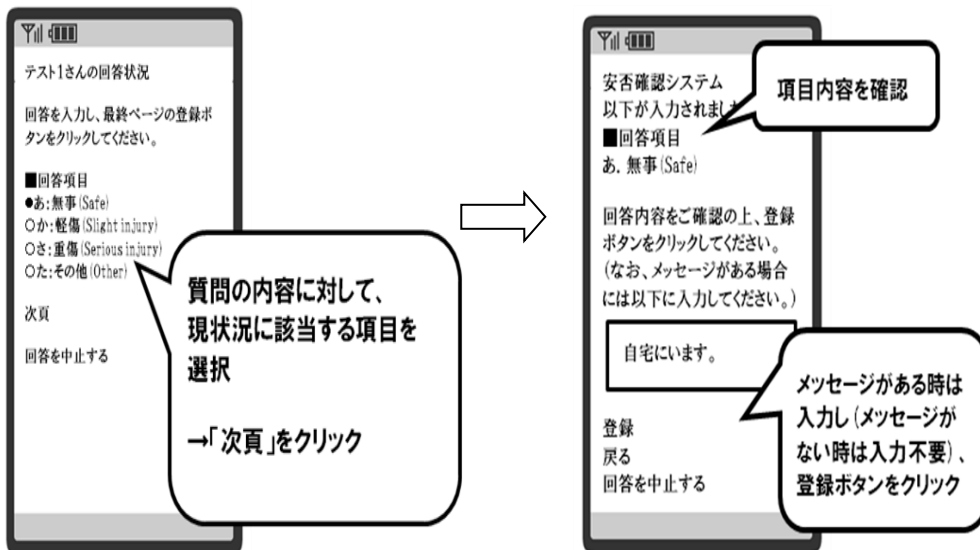 テスト1さんの回答状況
回答を入力し、最終ページの登録ボ
タンをクリックしてください。
■回答項目
●あ:無事(Safe)
○か:軽傷(Slight injury)
○さ:重傷(Serious injury)
○た:その他(Other)
次頁
回答を中止する
質問の内容に対して、
現状況に該当する項目を
選択
→「次頁」をクリック
安否確認システム
以下が入力されまし
■回答項目
あ. 無事(Safe)
回答内容をご確認の上、登録
ボタンをクリックしてください。
(なお、メッセージがある場合
には以下に入力してください。)
自宅にいます。
登録
戻る
回答を中止する
項目内容を確認
メッセージがある時は
入力し(メッセージが
ない時は入力不要)、
登録ボタンをクリック